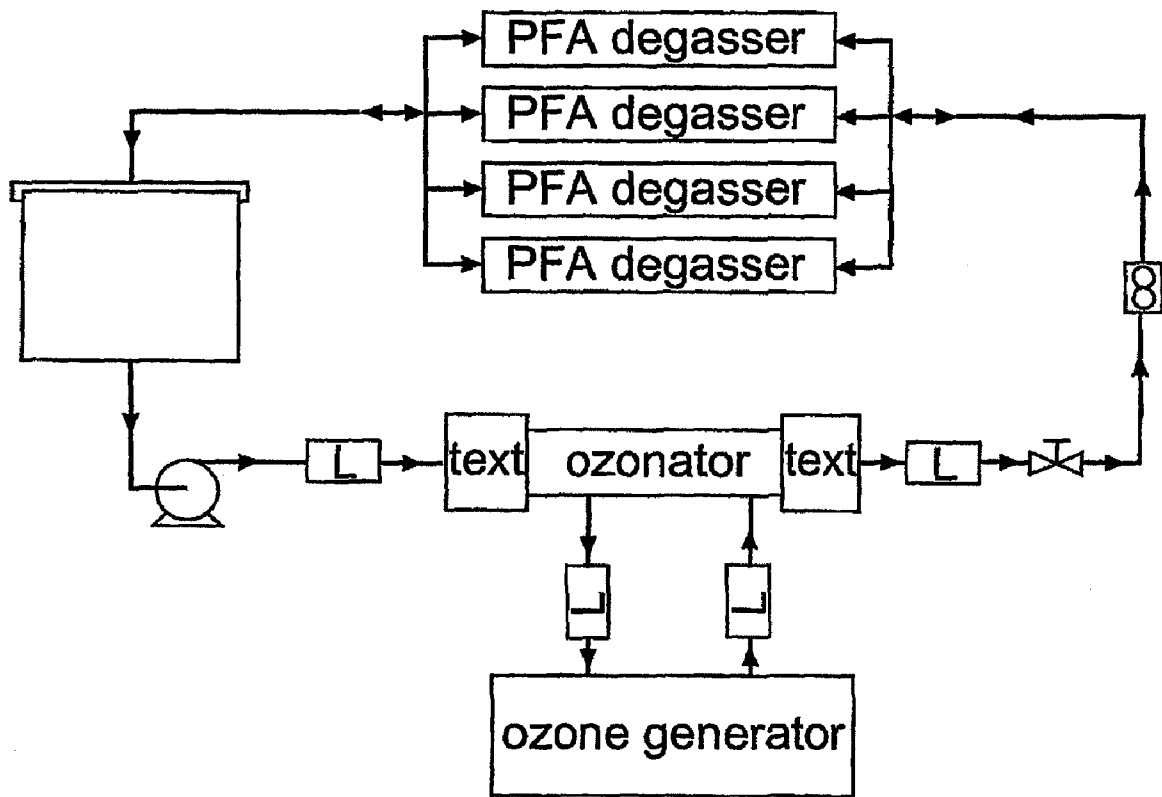 PFA degasser
PFA degasser
PFA degasser
PFA degasser
L
text
ozonator
text
L
L
L
ozone generator